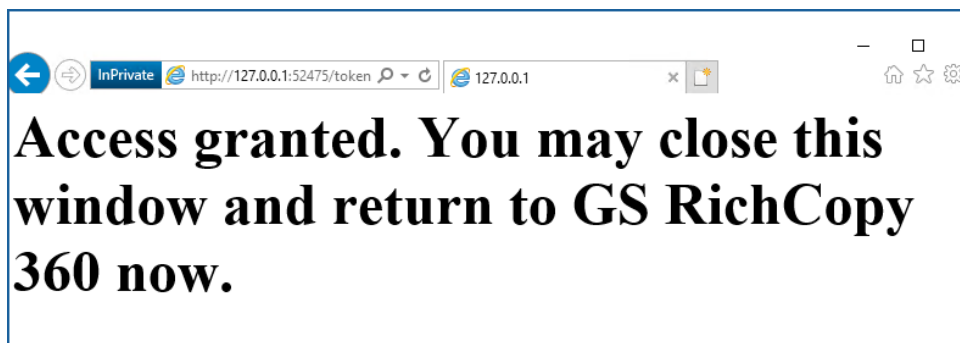 InPrivate http://127.0.0.1:52475/token 127.0.0.1
Access granted. You may close this
window and return to GS RichCopy
360 now.